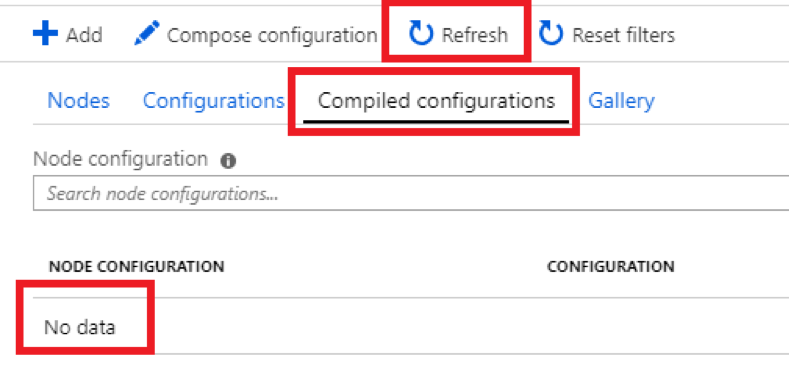 Add Compose configuration Refresh Reset filters
Nodes Configurations Compiled configurations Gallery
Node configuration
Search node configurations...
NODE CONFIGURATION CONFIGURATION
No data